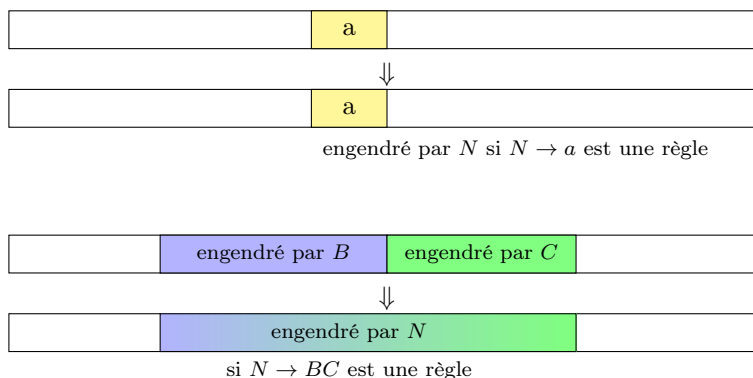 a
⇓
a
engendré par N si N → a est une règle
engendré par B engendré par C
⇓
engendré par N
si N → BC est une règle